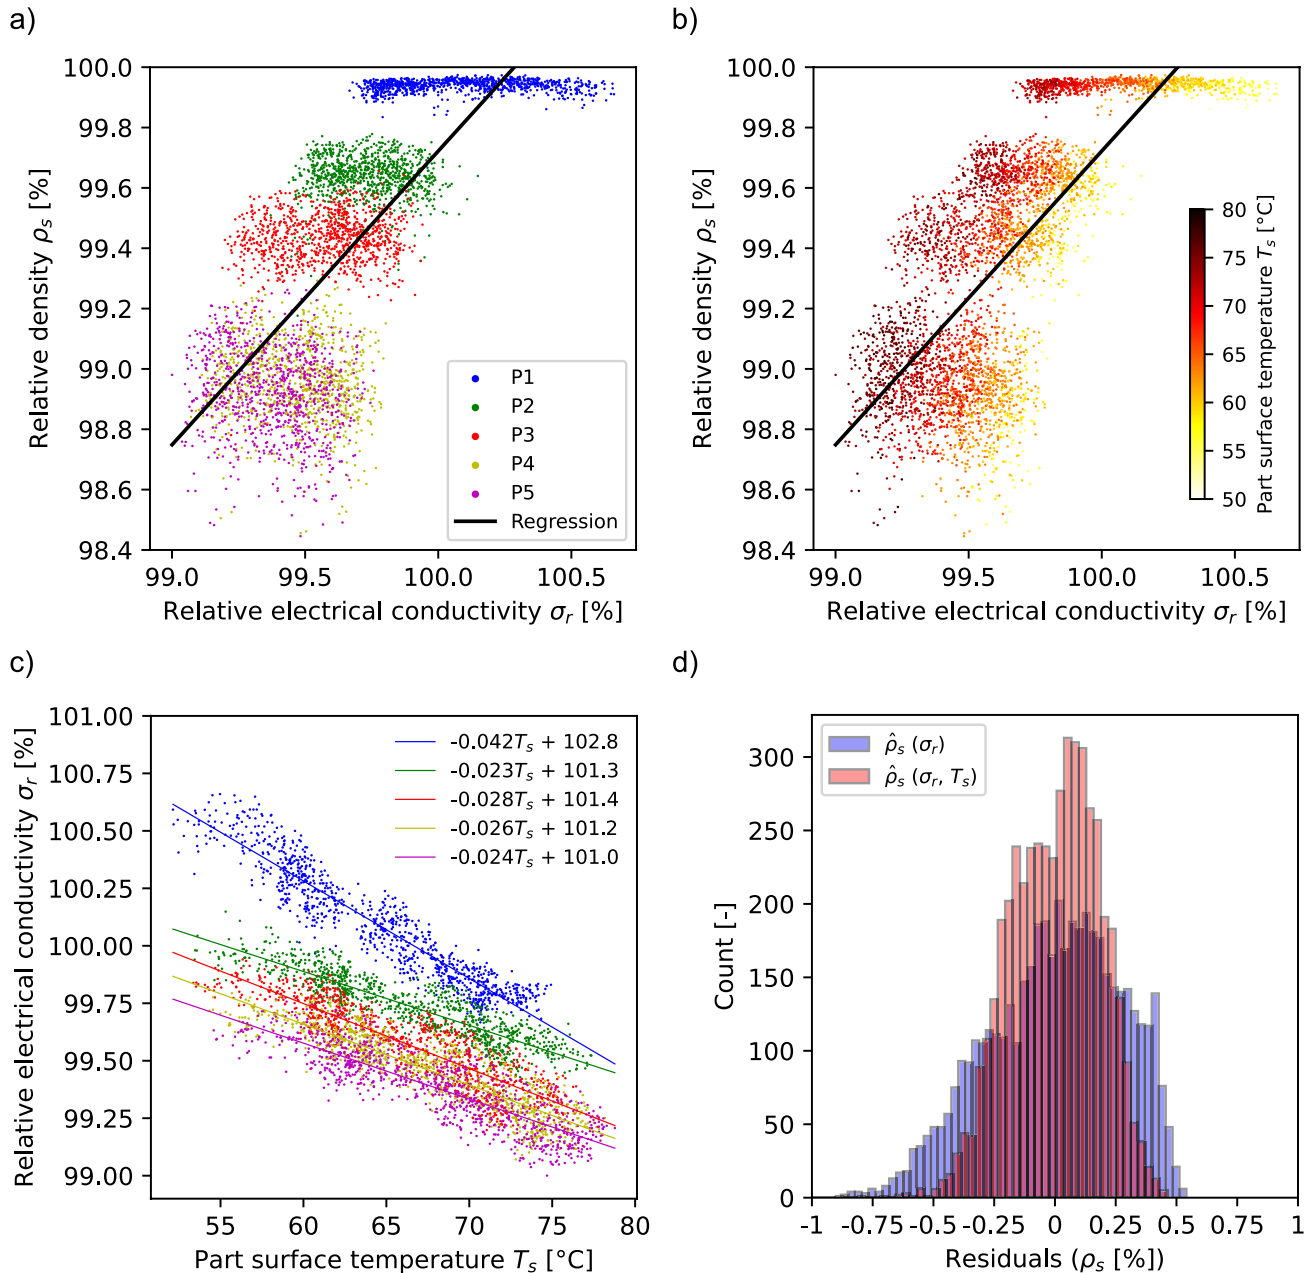 a)
100.0
99.8
99.6
99.4
99.2
99.0
98.8
98.6
98.4
Relative density ρs [%]
99.0 99.5 100.0 100.5
Relative electrical conductivity σr [%]
P1
P2
P3
P4
P5
Regression
b)
100.0
99.8
99.6
99.4
99.2
99.0
98.8
98.6
98.4
Relative density ρs [%]
99.0 99.5 100.0 100.5
Relative electrical conductivity σr [%]
80
75
70
65
60
55
50
Part surface temperature Ts [°C]
c)
101.00
100.75
100.50
100.25
100.00
99.75
99.50
99.25
99.00
Relative electrical conductivity σr [%]
55 60 65 70 75 80
Part surface temperature Ts [°C]
-0.042Ts + 102.8
-0.023Ts + 101.3
-0.028Ts + 101.4
-0.026Ts + 101.2
-0.024Ts + 101.0
d)
300
250
200
150
100
50
0
Count [-]
-1 -0.75 -0.5 -0.25 0 0.25 0.5 0.75 1
Residuals (ρs [%])
ρ̂s (σr)
ρ̂s (σr, Ts)